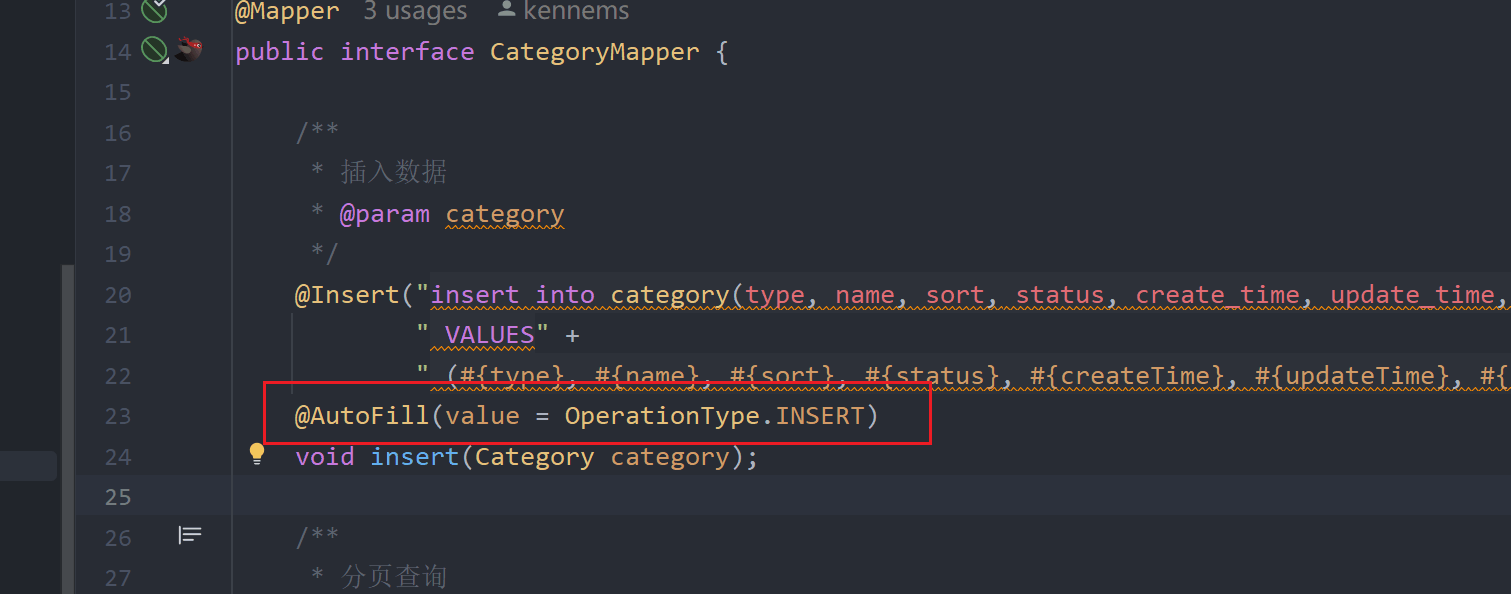 13 @Mapper 3 usages kennems
14 public interface CategoryMapper {
15
16 /**
17 * 插入数据
18 * @param category
19 */
20 @Insert("insert into category(type, name, sort, status, create_time, update_time,
21 " VALUES" +
22 " (#{type}, #{name}, #{sort}, #{status}, #{createTime}, #{updateTime}, #{
23 @AutoFill(value = OperationType.INSERT)
24 void insert(Category category);
25
26 /**
27 * 分页查询